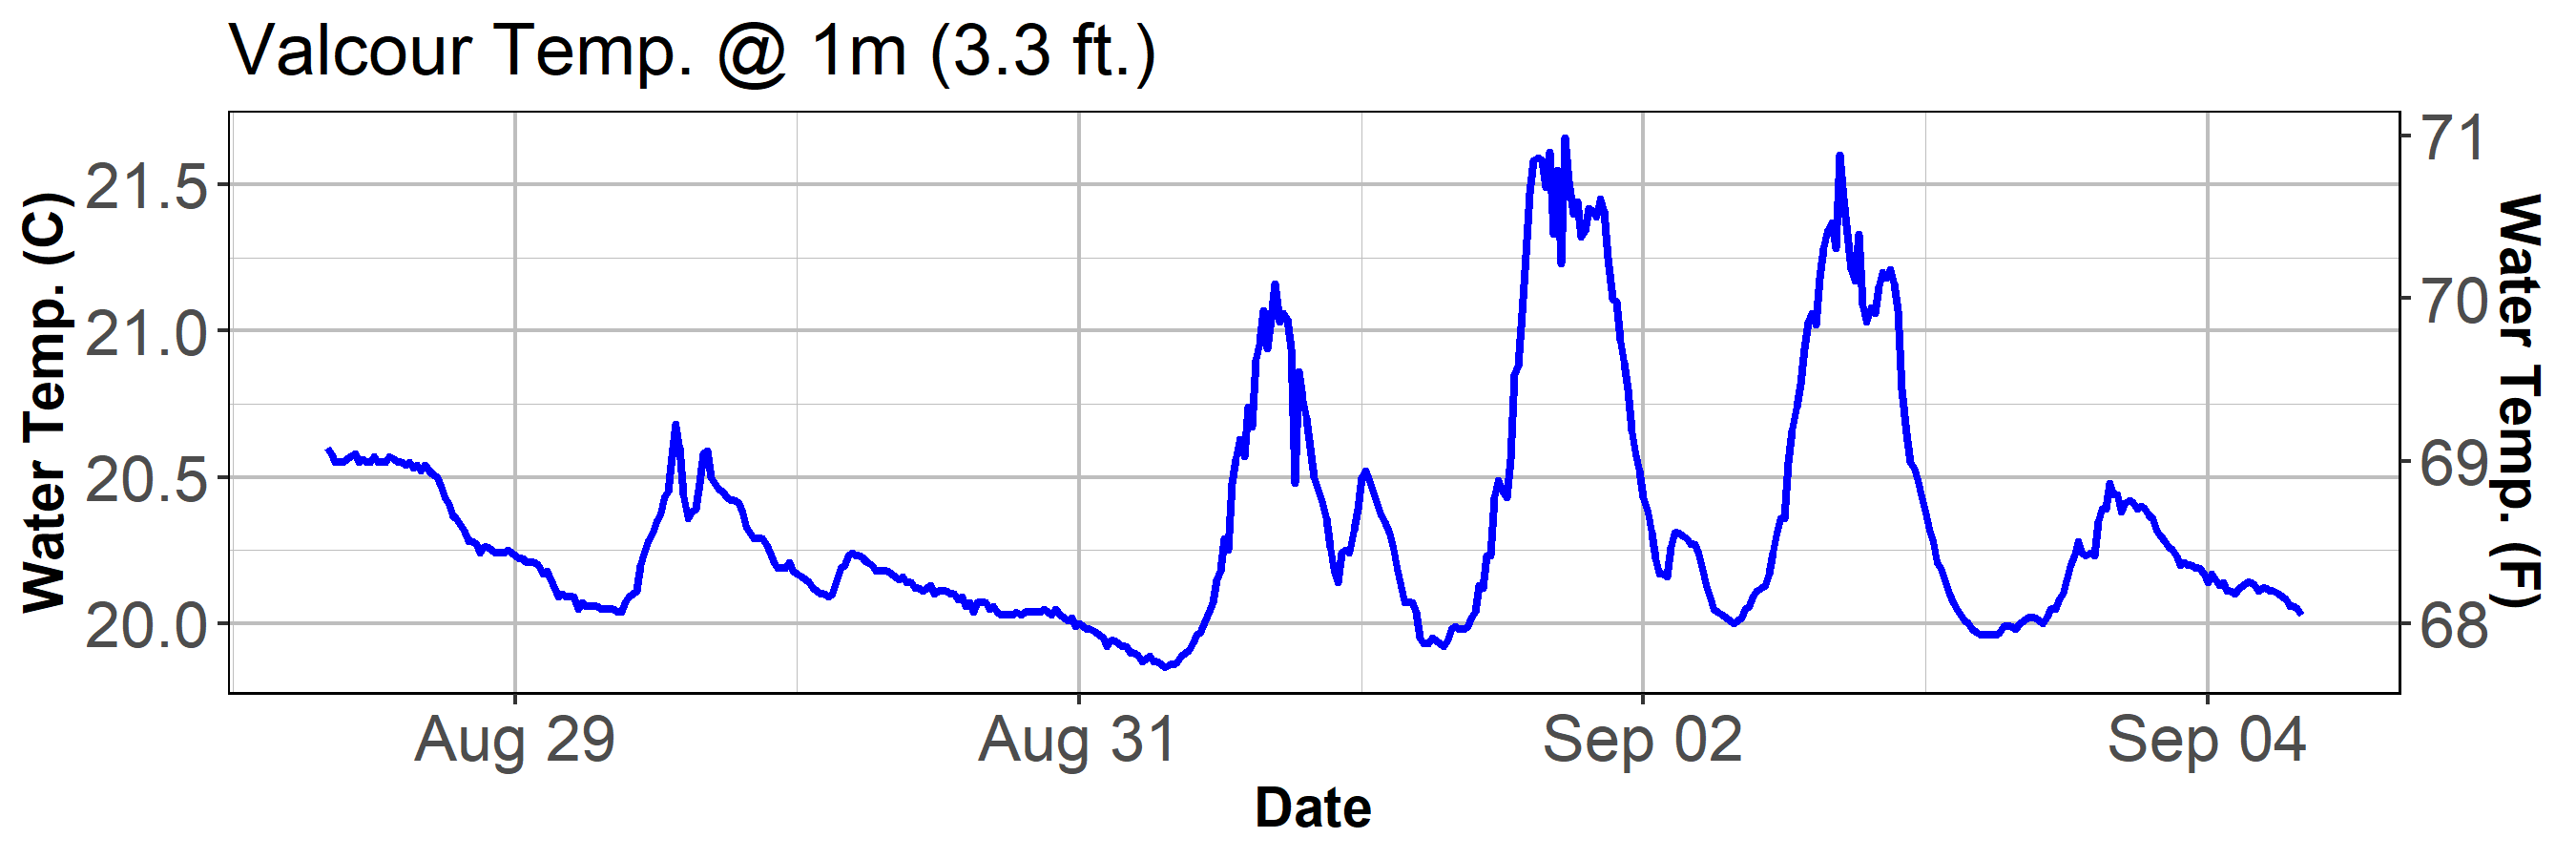 Valcour Temp. @ 1m (3.3 ft.)
Water Temp. (C)
21.5
21.0
20.5
20.0
71
70
69
68
Water Temp. (F)
Aug 29
Aug 31
Sep 02
Sep 04
Date